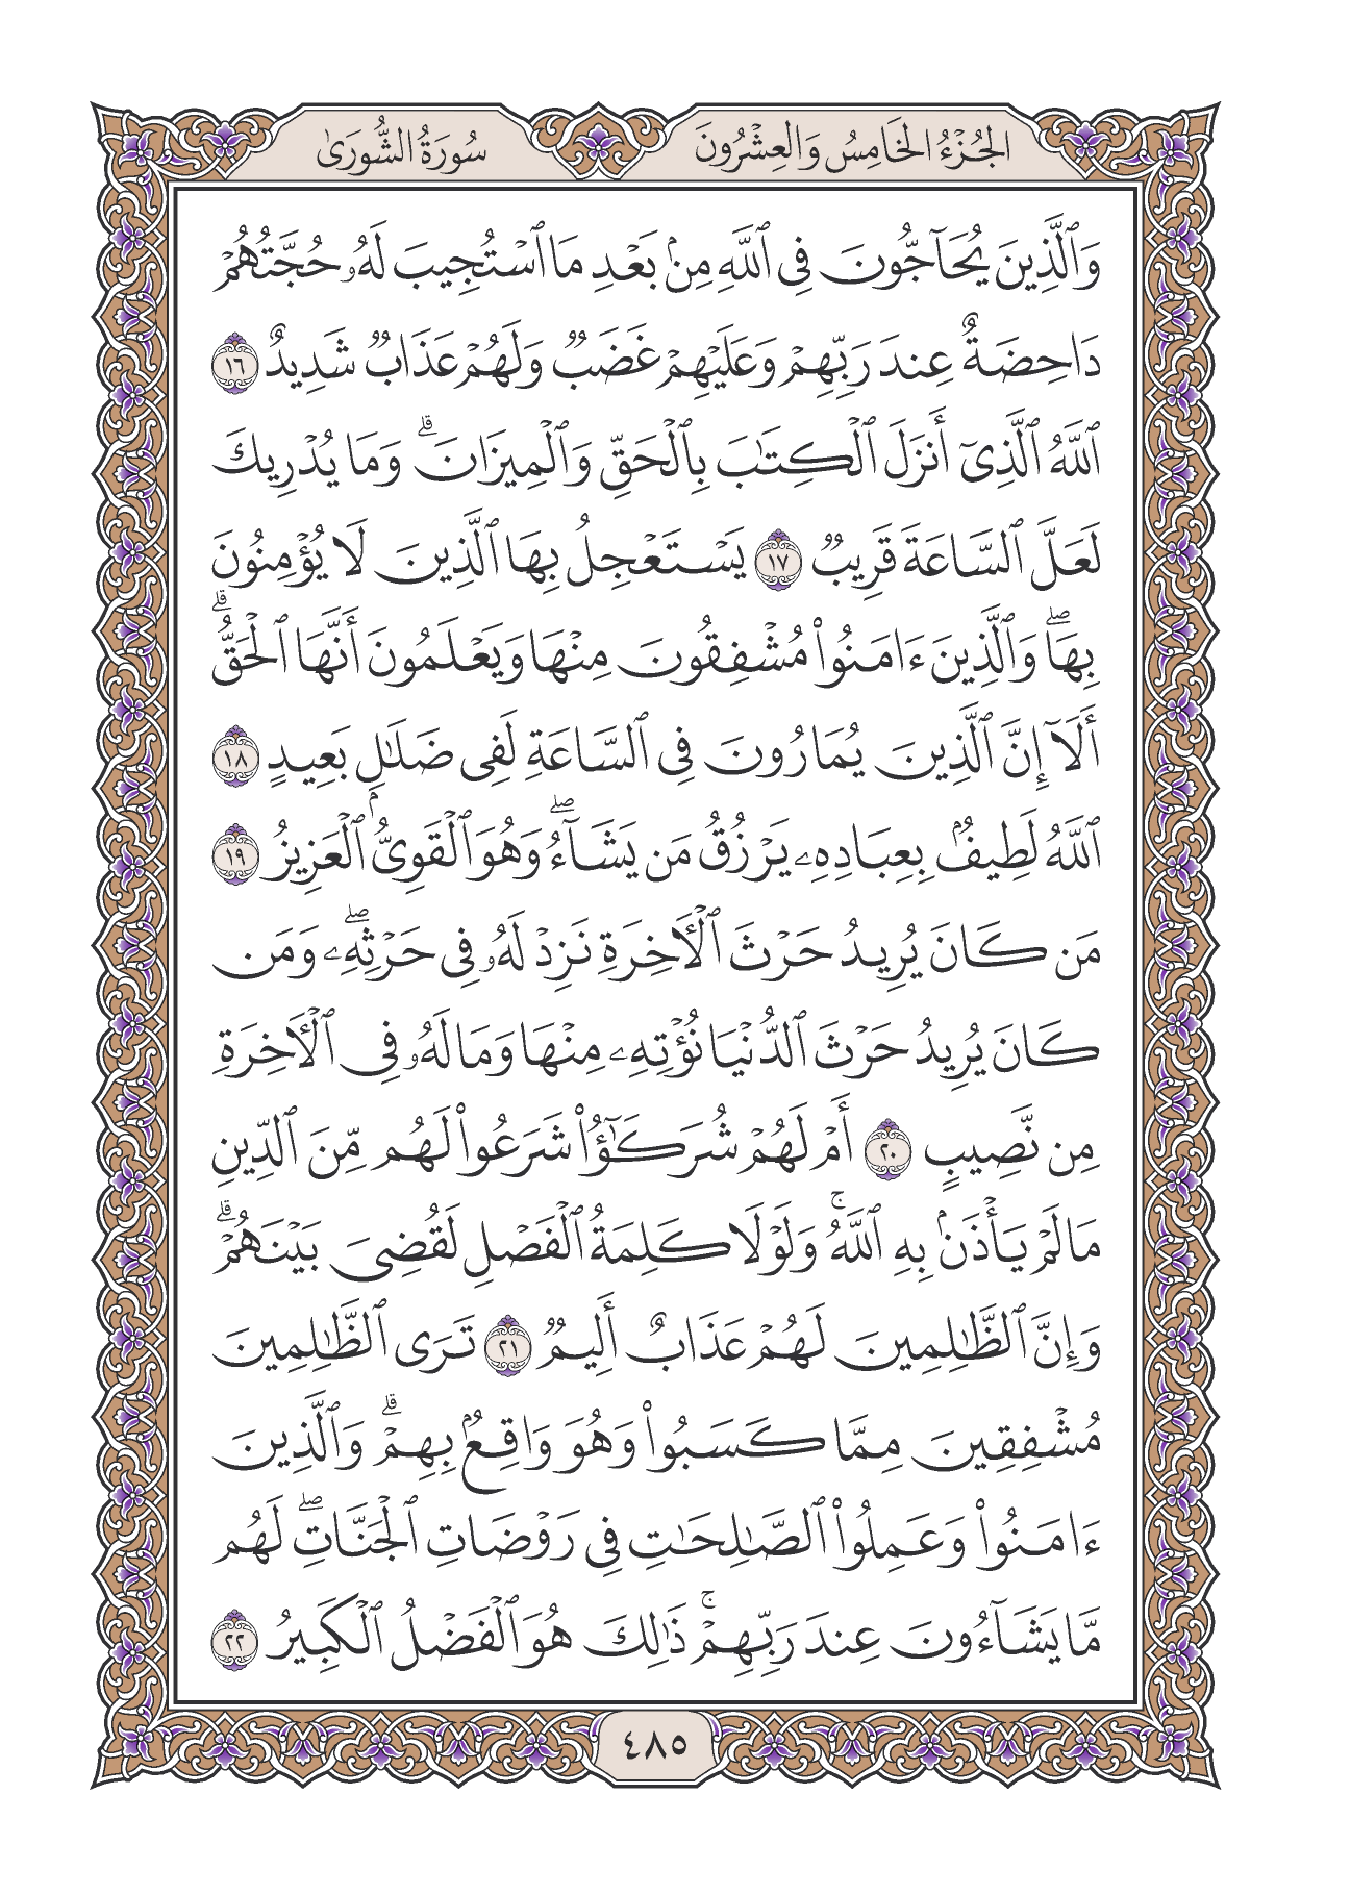 الجُزْءُ الخَامِسُ وَالعِشْرُونَ
سُورَةُ الشُّورَىٰ
وَٱلَّذِينَ يُحَآجُّونَ فِى ٱللَّهِ مِنۢ بَعْدِ مَا ٱسْتُجِيبَ لَهُۥ حُجَّتُهُمْ
دَاحِضَةٌ عِندَ رَبِّهِمْ وَعَلَيْهِمْ غَضَبٌ وَلَهُمْ عَذَابٌ شَدِيدٌ ١٦
ٱللَّهُ ٱلَّذِىٓ أَنزَلَ ٱلْكِتَٰبَ بِٱلْحَقِّ وَٱلْمِيزَانَ ۗ وَمَا يُدْرِيكَ
لَعَلَّ ٱلسَّاعَةَ قَرِيبٌ ١٧ يَسْتَعْجِلُ بِهَا ٱلَّذِينَ لَا يُؤْمِنُونَ
بِهَا ۖ وَٱلَّذِينَ ءَامَنُوا۟ مُشْفِقُونَ مِنْهَا وَيَعْلَمُونَ أَنَّهَا ٱلْحَقُّ ۗ
أَلَآ إِنَّ ٱلَّذِينَ يُمَارُونَ فِى ٱلسَّاعَةِ لَفِى ضَلَٰلٍۭ بَعِيدٍ ١٨
ٱللَّهُ لَطِيفٌۢ بِعِبَادِهِۦ يَرْزُقُ مَن يَشَآءُ ۖ وَهُوَ ٱلْقَوِىُّ ٱلْعَزِيزُ ١٩
مَن كَانَ يُرِيدُ حَرْثَ ٱلْـَٔاخِرَةِ نَزِدْ لَهُۥ فِى حَرْثِهِۦ ۖ وَمَن
كَانَ يُرِيدُ حَرْثَ ٱلدُّنْيَا نُؤْتِهِۦ مِنْهَا وَمَا لَهُۥ فِى ٱلْـَٔاخِرَةِ
مِن نَّصِيبٍ ٢٠ أَمْ لَهُمْ شُرَكَٰٓؤُا۟ شَرَعُوا۟ لَهُم مِّنَ ٱلدِّينِ
مَا لَمْ يَأْذَنۢ بِهِ ٱللَّهُ ۚ وَلَوْلَا كَلِمَةُ ٱلْفَصْلِ لَقُضِىَ بَيْنَهُمْ ۗ
وَإِنَّ ٱلظَّٰلِمِينَ لَهُمْ عَذَابٌ أَلِيمٌ ٢١ تَرَى ٱلظَّٰلِمِينَ
مُشْفِقِينَ مِمَّا كَسَبُوا۟ وَهُوَ وَاقِعٌۢ بِهِمْ ۗ وَٱلَّذِينَ
ءَامَنُوا۟ وَعَمِلُوا۟ ٱلصَّٰلِحَٰتِ فِى رَوْضَاتِ ٱلْجَنَّاتِ ۖ لَهُم
مَّا يَشَآءُونَ عِندَ رَبِّهِمْ ۚ ذَٰلِكَ هُوَ ٱلْفَضْلُ ٱلْكَبِيرُ ٢٢
٤٨٥